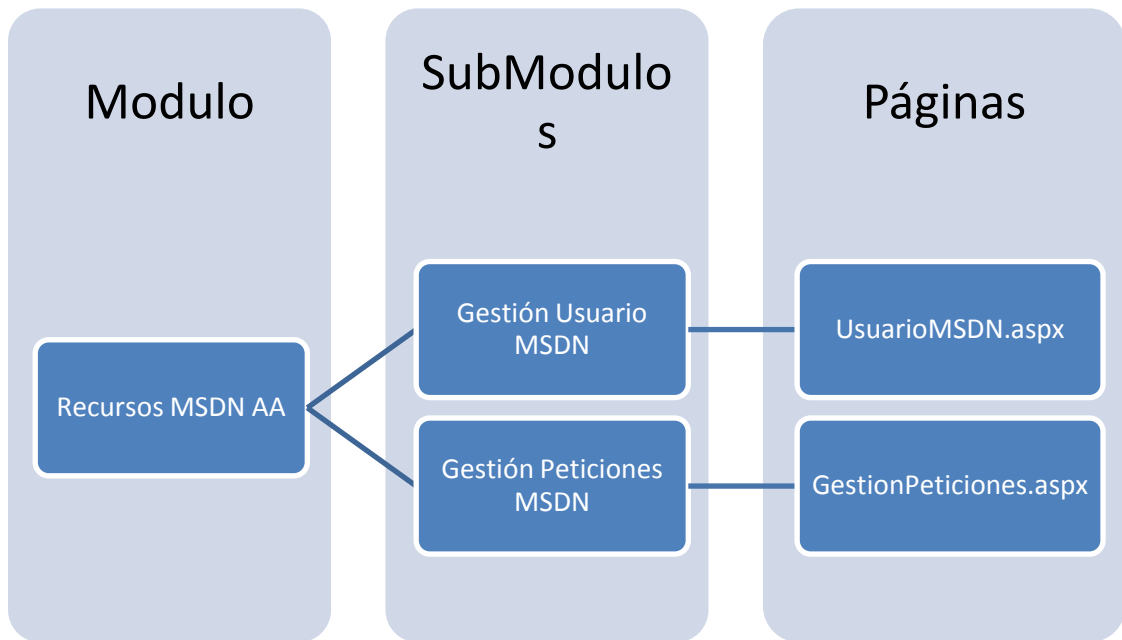 Modulo
SubModulo
s
Páginas
Recursos MSDN AA
Gestión Usuario
MSDN
Gestión Peticiones
MSDN
UsuarioMSDN.aspx
GestionPeticiones.aspx